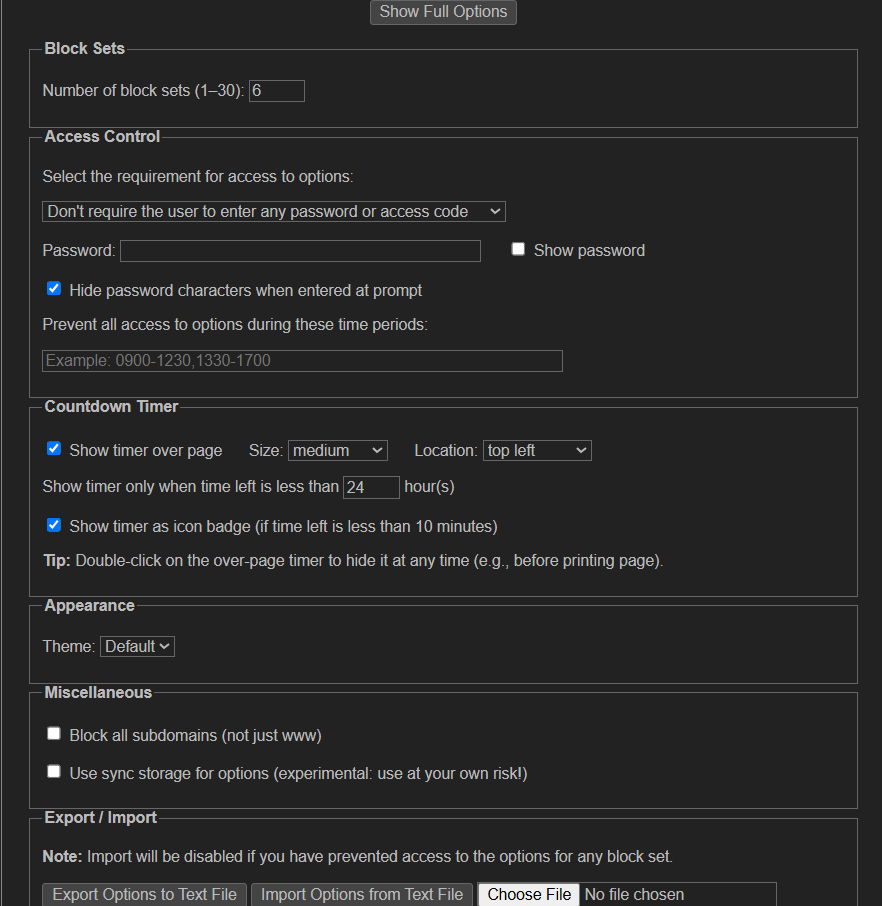 Show Full Options
Block Sets
Number of block sets (1–30): 6
Access Control
Select the requirement for access to options:
Don't require the user to enter any password or access code
Password: Show password
Hide password characters when entered at prompt
Prevent all access to options during these time periods:
Example: 0900-1230,1330-1700
Countdown Timer
Show timer over page Size: medium Location: top left
Show timer only when time left is less than 24 hour(s)
Show timer as icon badge (if time left is less than 10 minutes)
Tip: Double-click on the over-page timer to hide it at any time (e.g., before printing page).
Appearance
Theme: Default
Miscellaneous
Block all subdomains (not just www)
Use sync storage for options (experimental: use at your own risk!)
Export / Import
Note: Import will be disabled if you have prevented access to the options for any block set.
Export Options to Text File Import Options from Text File Choose File No file chosen